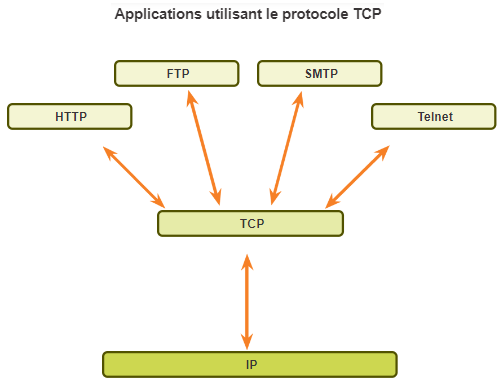 Applications utilisant le protocole TCP
FTP
SMTP
HTTP
Telnet
TCP
IP